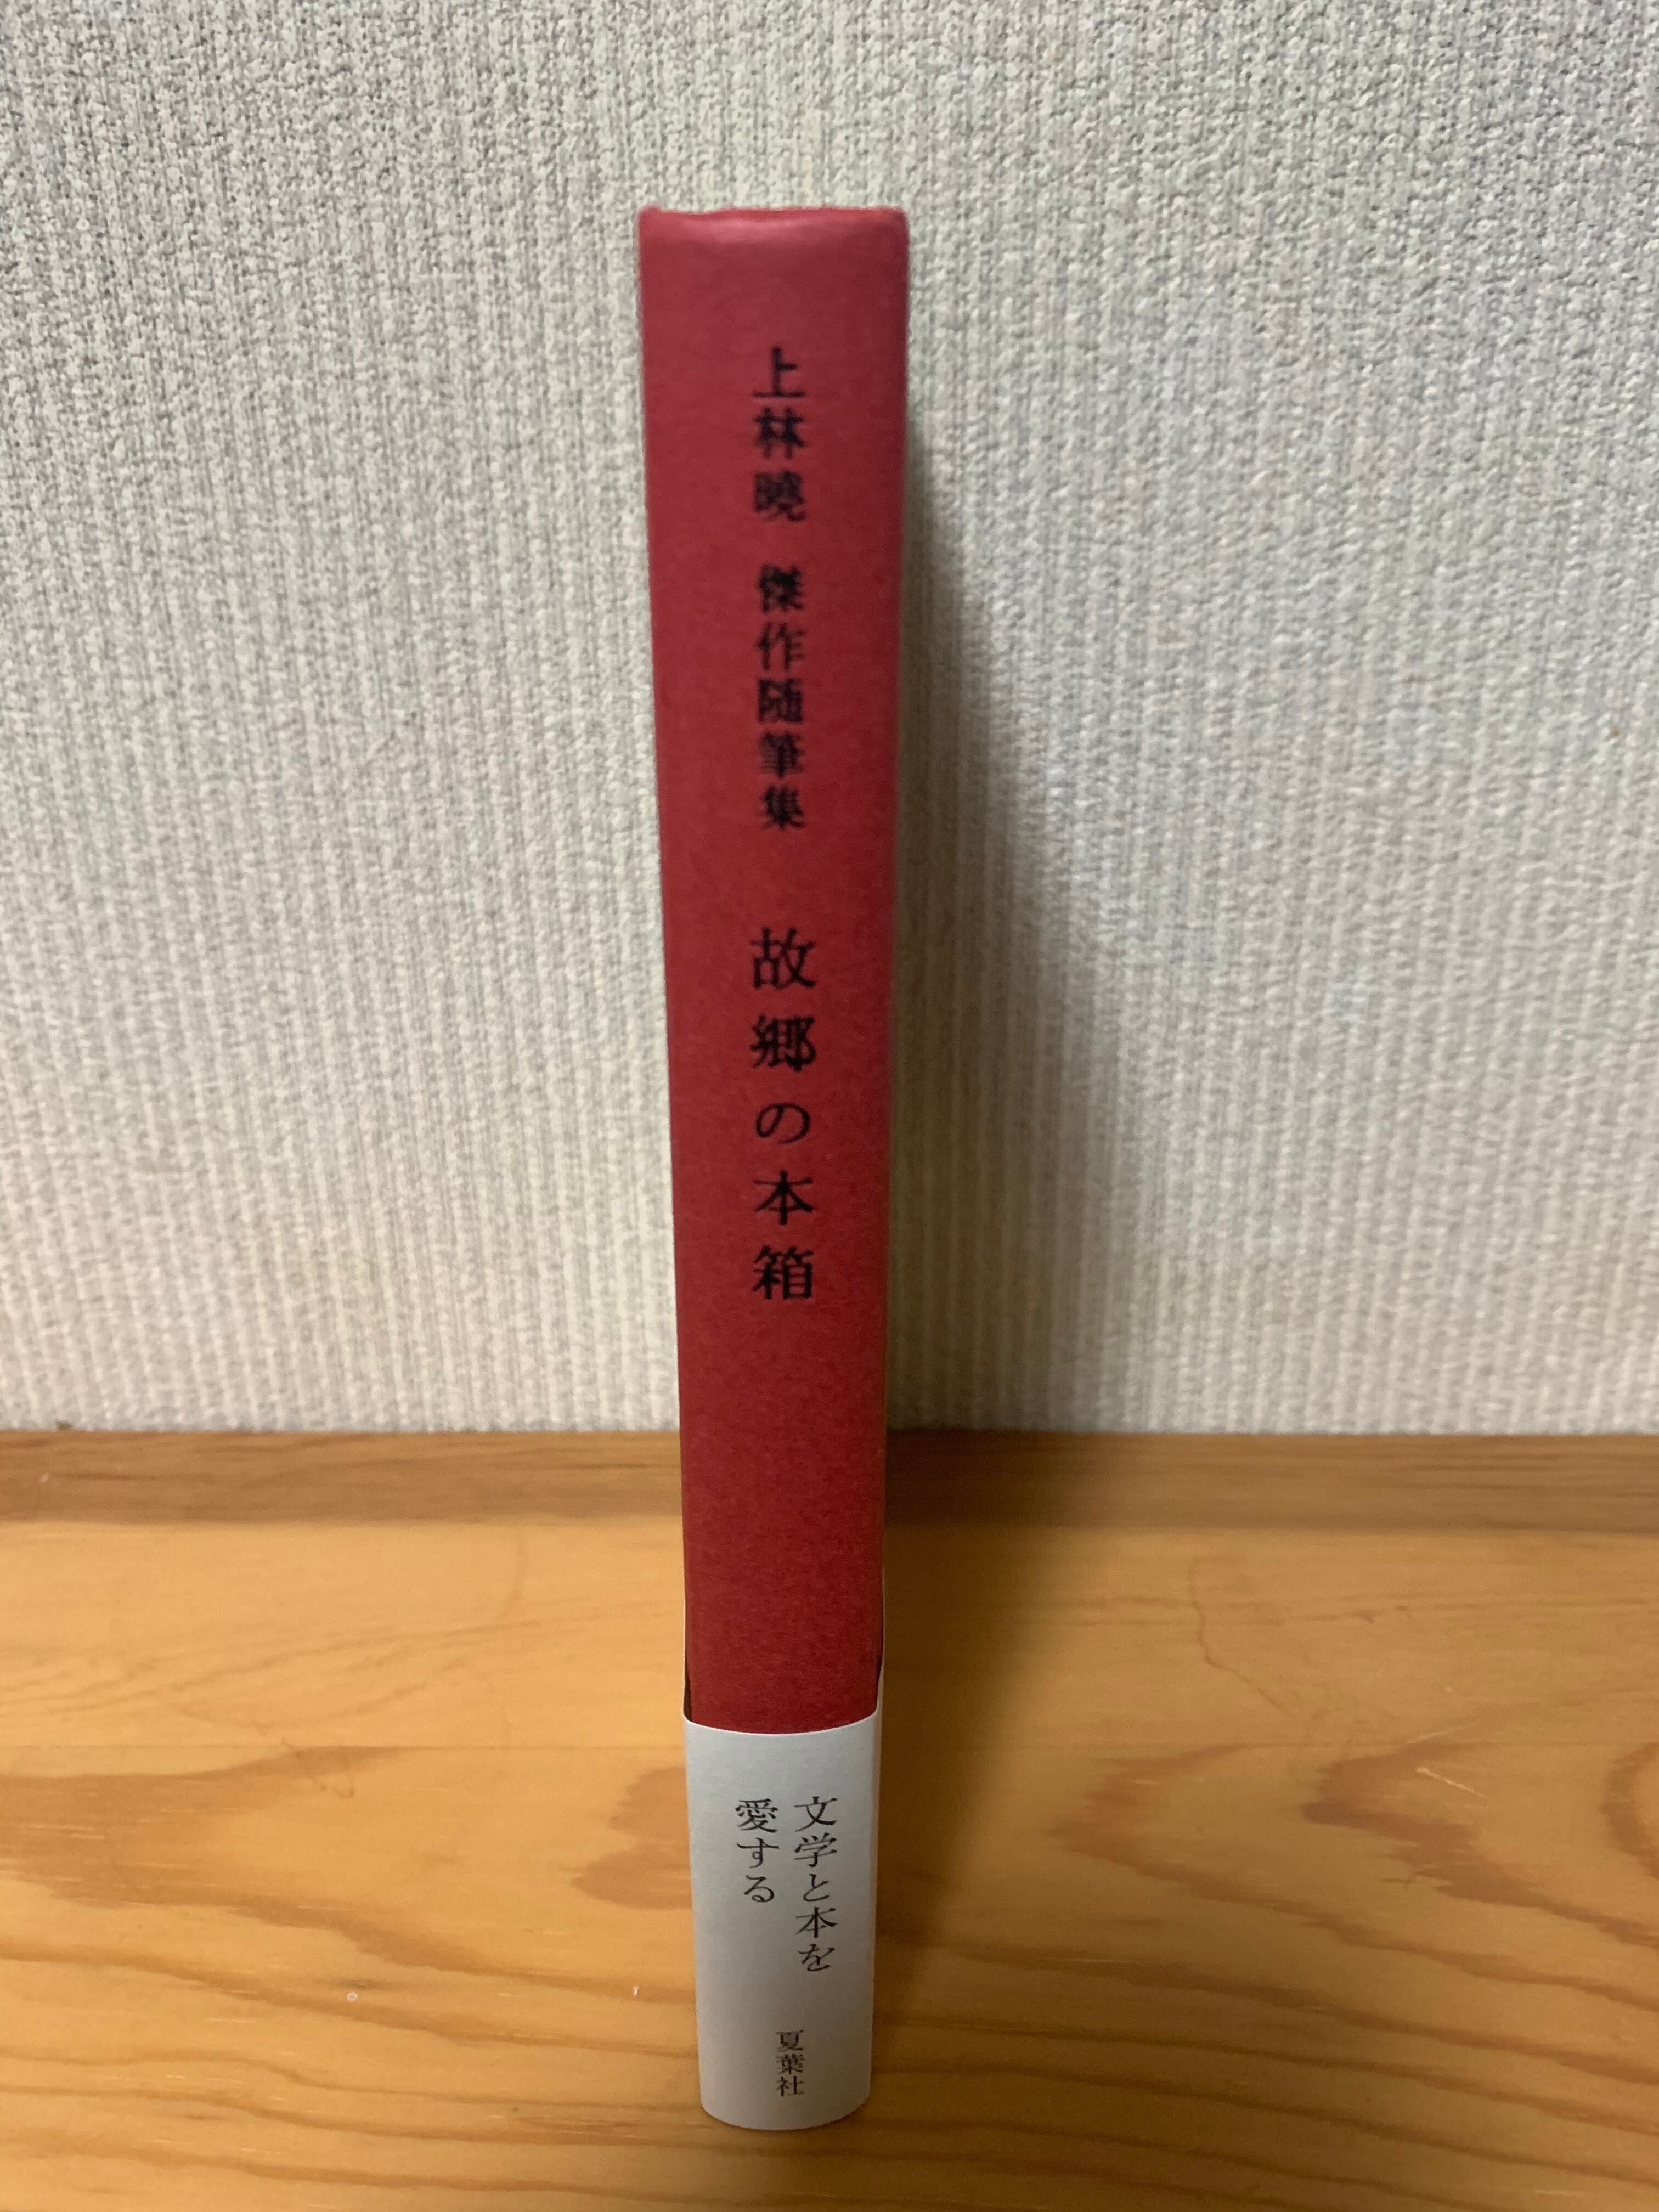 上林曉 傑作随筆集 故郷の本箱
文学と本を
愛する
夏葉社